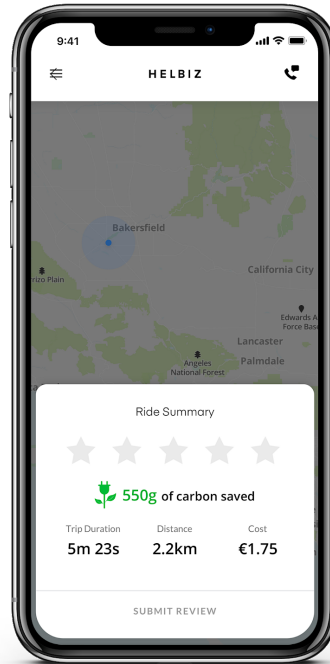 9:41
HELBIZ
Bakersfield
California City
rizo Plain
Edwards A
Force Base
Lancaster
Palmdale
Angeles
National Forest
Ride Summary
550g of carbon saved
Trip Duration Distance Cost
5m 23s 2.2km €1.75
SUBMIT REVIEW